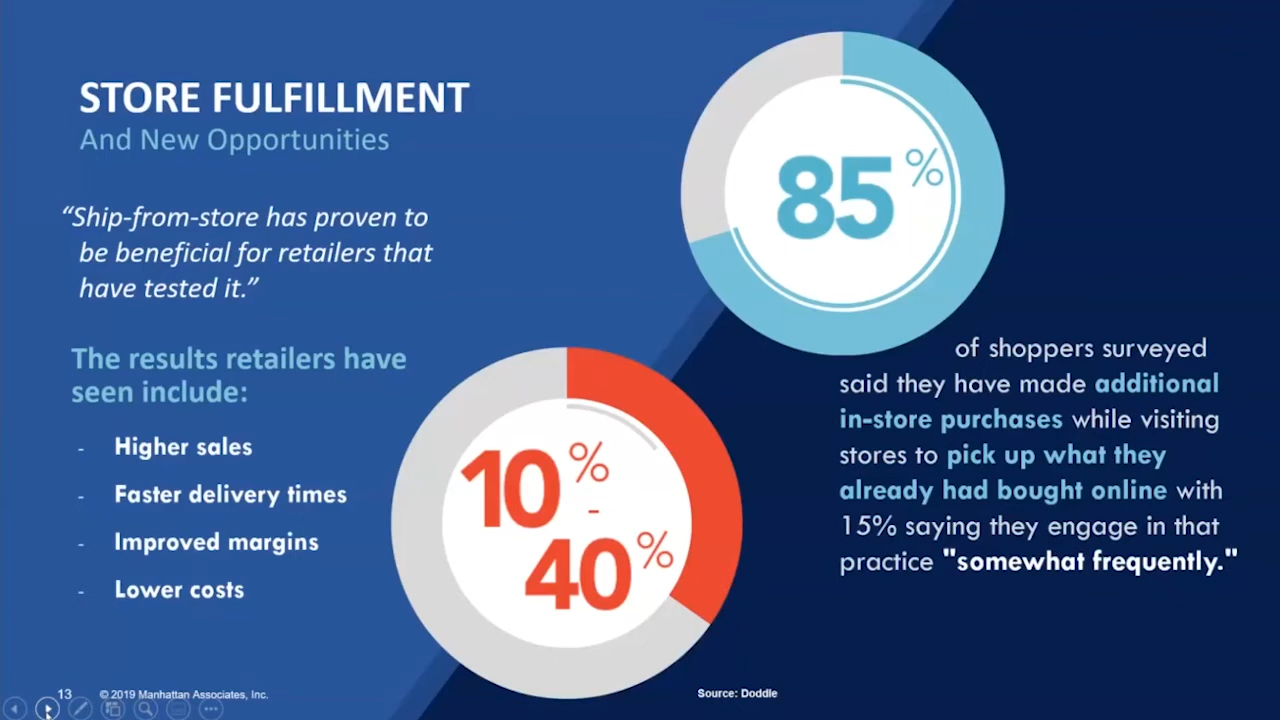 STORE FULFILLMENT
And New Opportunities
“Ship-from-store has proven to
be beneficial for retailers that
have tested it.”
The results retailers have
seen include:
- Higher sales
- Faster delivery times
- Improved margins
- Lower costs
10%
-
40%
85%
of shoppers surveyed
said they have made additional
in-store purchases while visiting
stores to pick up what they
already had bought online with
15% saying they engage in that
practice "somewhat frequently."
13 © 2019 Manhattan Associates, Inc.
Source: Doddle